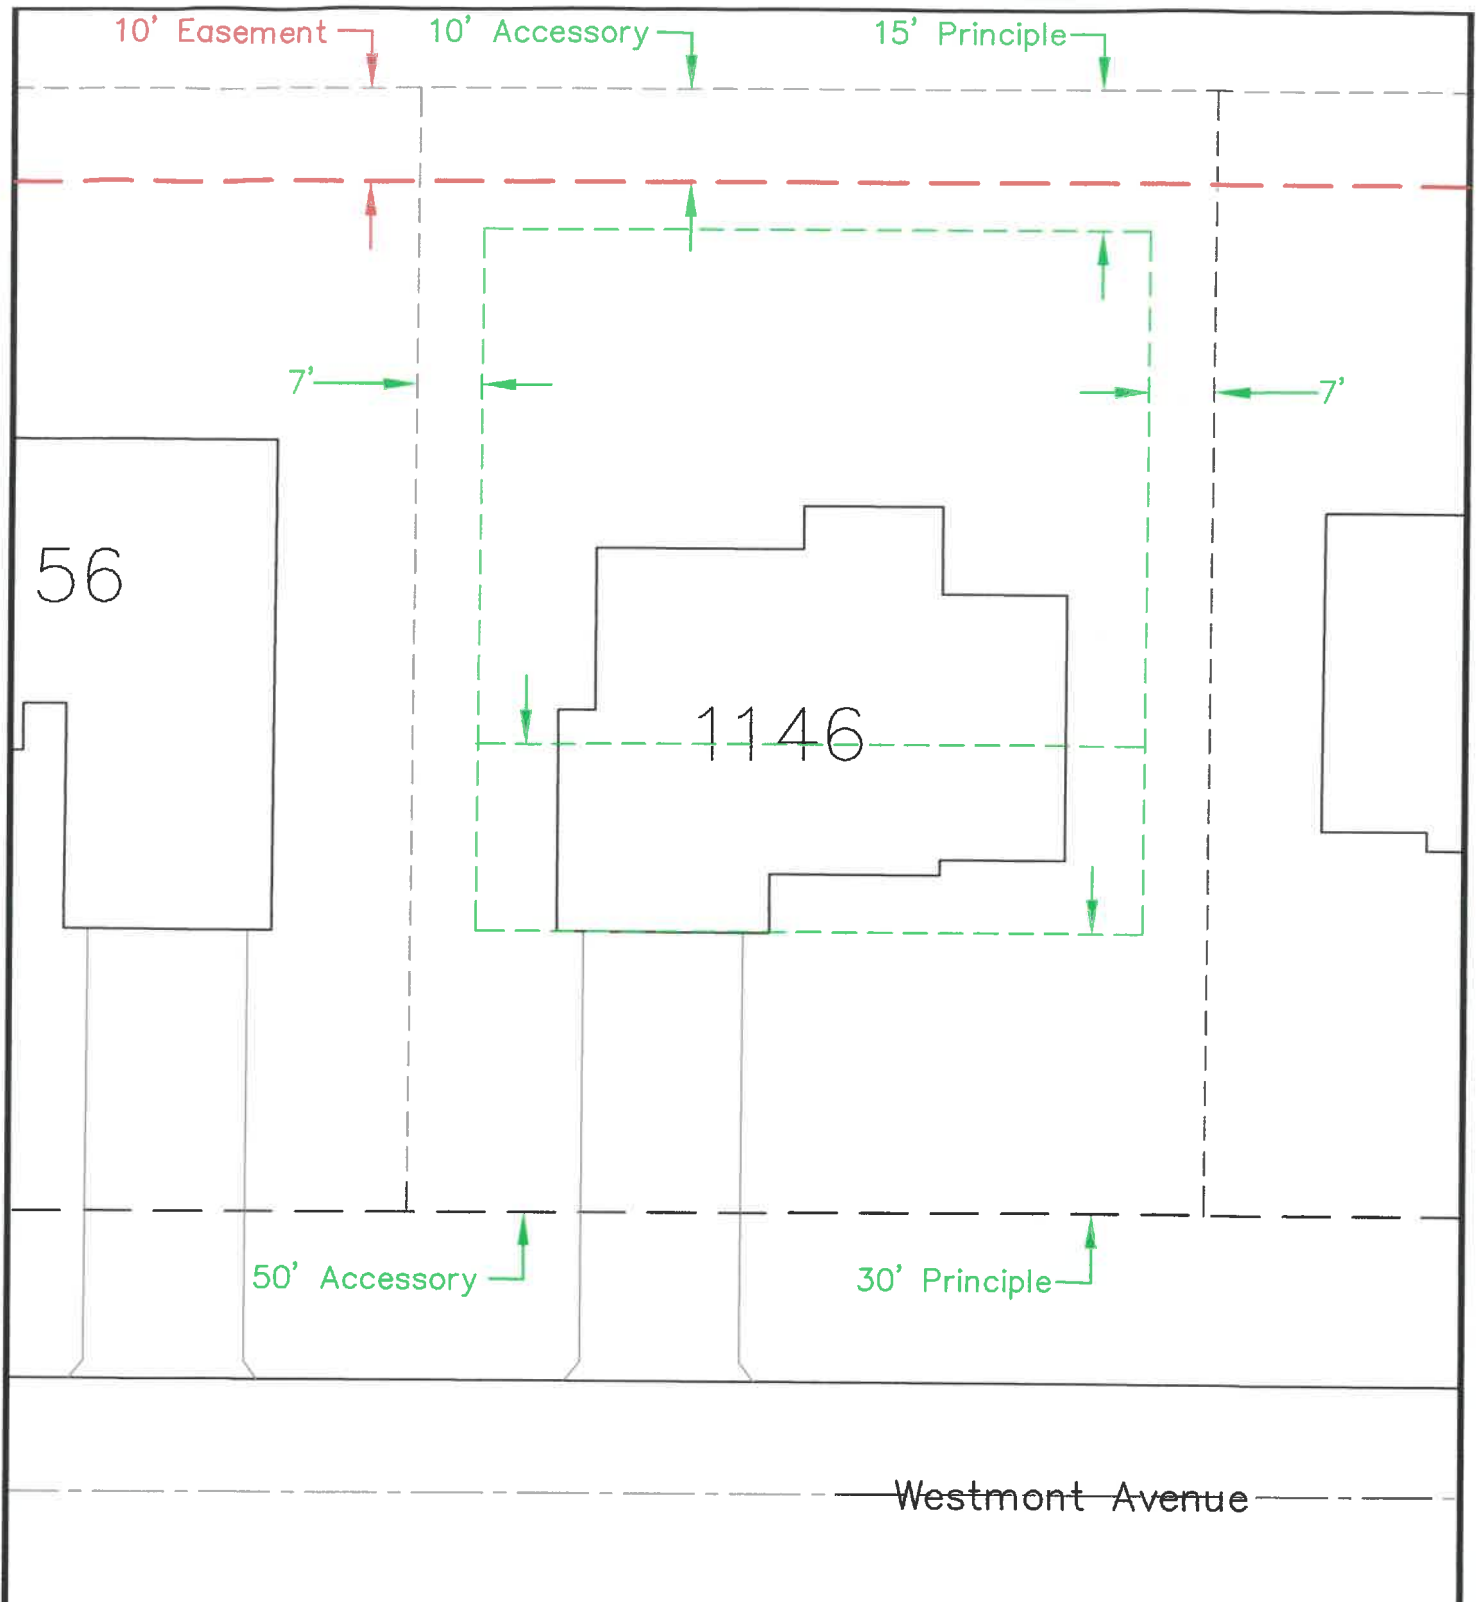 10' Easement
10' Accessory
15' Principle
7'
7'
56
1146
50' Accessory
30' Principle
Westmont Avenue